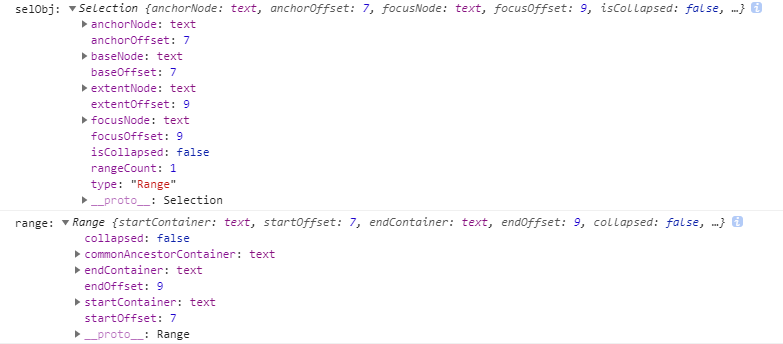 selObj: ▼Selection {anchorNode: text, anchorOffset: 7, focusNode: text, focusOffset: 9, isCollapsed: false, …} i
▶anchorNode: text
anchorOffset: 7
▶baseNode: text
baseOffset: 7
▶extentNode: text
extentOffset: 9
▶focusNode: text
focusOffset: 9
isCollapsed: false
rangeCount: 1
type: "Range"
▶__proto__: Selection
range: ▼Range {startContainer: text, startOffset: 7, endContainer: text, endOffset: 9, collapsed: false, …} i
collapsed: false
▶commonAncestorContainer: text
▶endContainer: text
endOffset: 9
▶startContainer: text
startOffset: 7
▶__proto__: Range